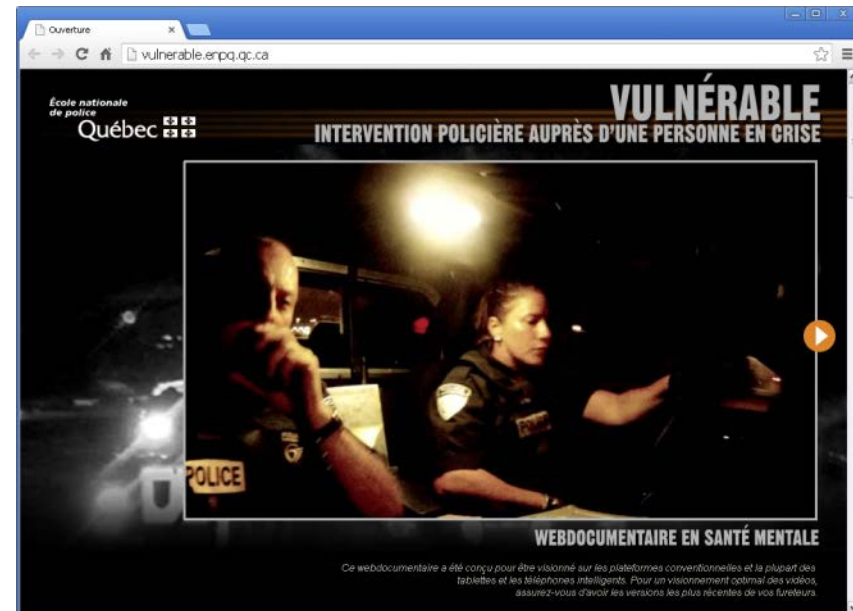 Ouverture
vulnerable.enpq.qc.ca
École nationale
de police
Québec
VULNÉRABLE
INTERVENTION POLICIÈRE AUPRÈS D'UNE PERSONNE EN CRISE
POLICE
POLICE
WEBDOCUMENTAIRE EN SANTÉ MENTALE
Ce webdocumentaire a été conçu pour être visionné sur les plateformes conventionnelles et la plupart des
tablettes et les téléphones intelligents. Pour un visionnement optimal des vidéos,
assurez-vous d'avoir les versions les plus récentes de vos fureteurs.